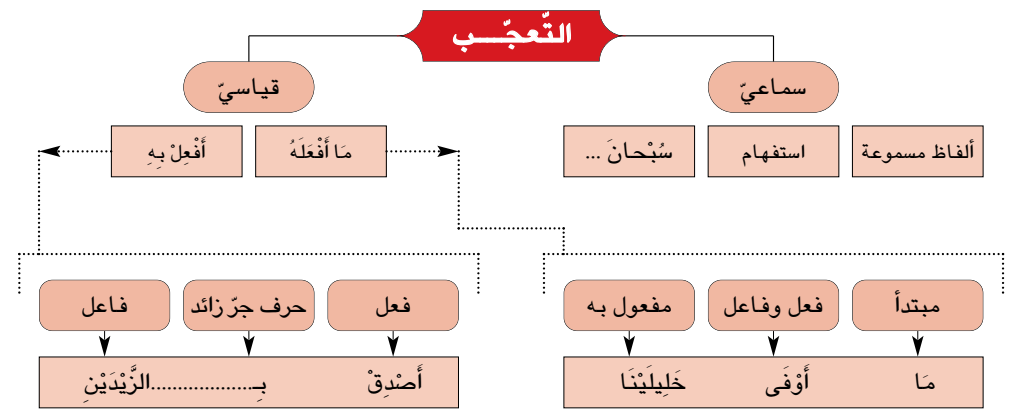 التّعجّـــب
سماعيّ
قياسيّ
ألفاظ مسموعة
استفهام
سُبْحانَ ...
مَا أَفْعَلَهُ
أَفْعِلْ بِهِ
مبتدأ
فعل وفاعل
مفعول به
فعل
حرف جرّ زائد
فاعل
مَا أَوْفَى خَلِيلَيْنَا
أَصْدِقْ بِـ...................الزَّيْدَيْنِ